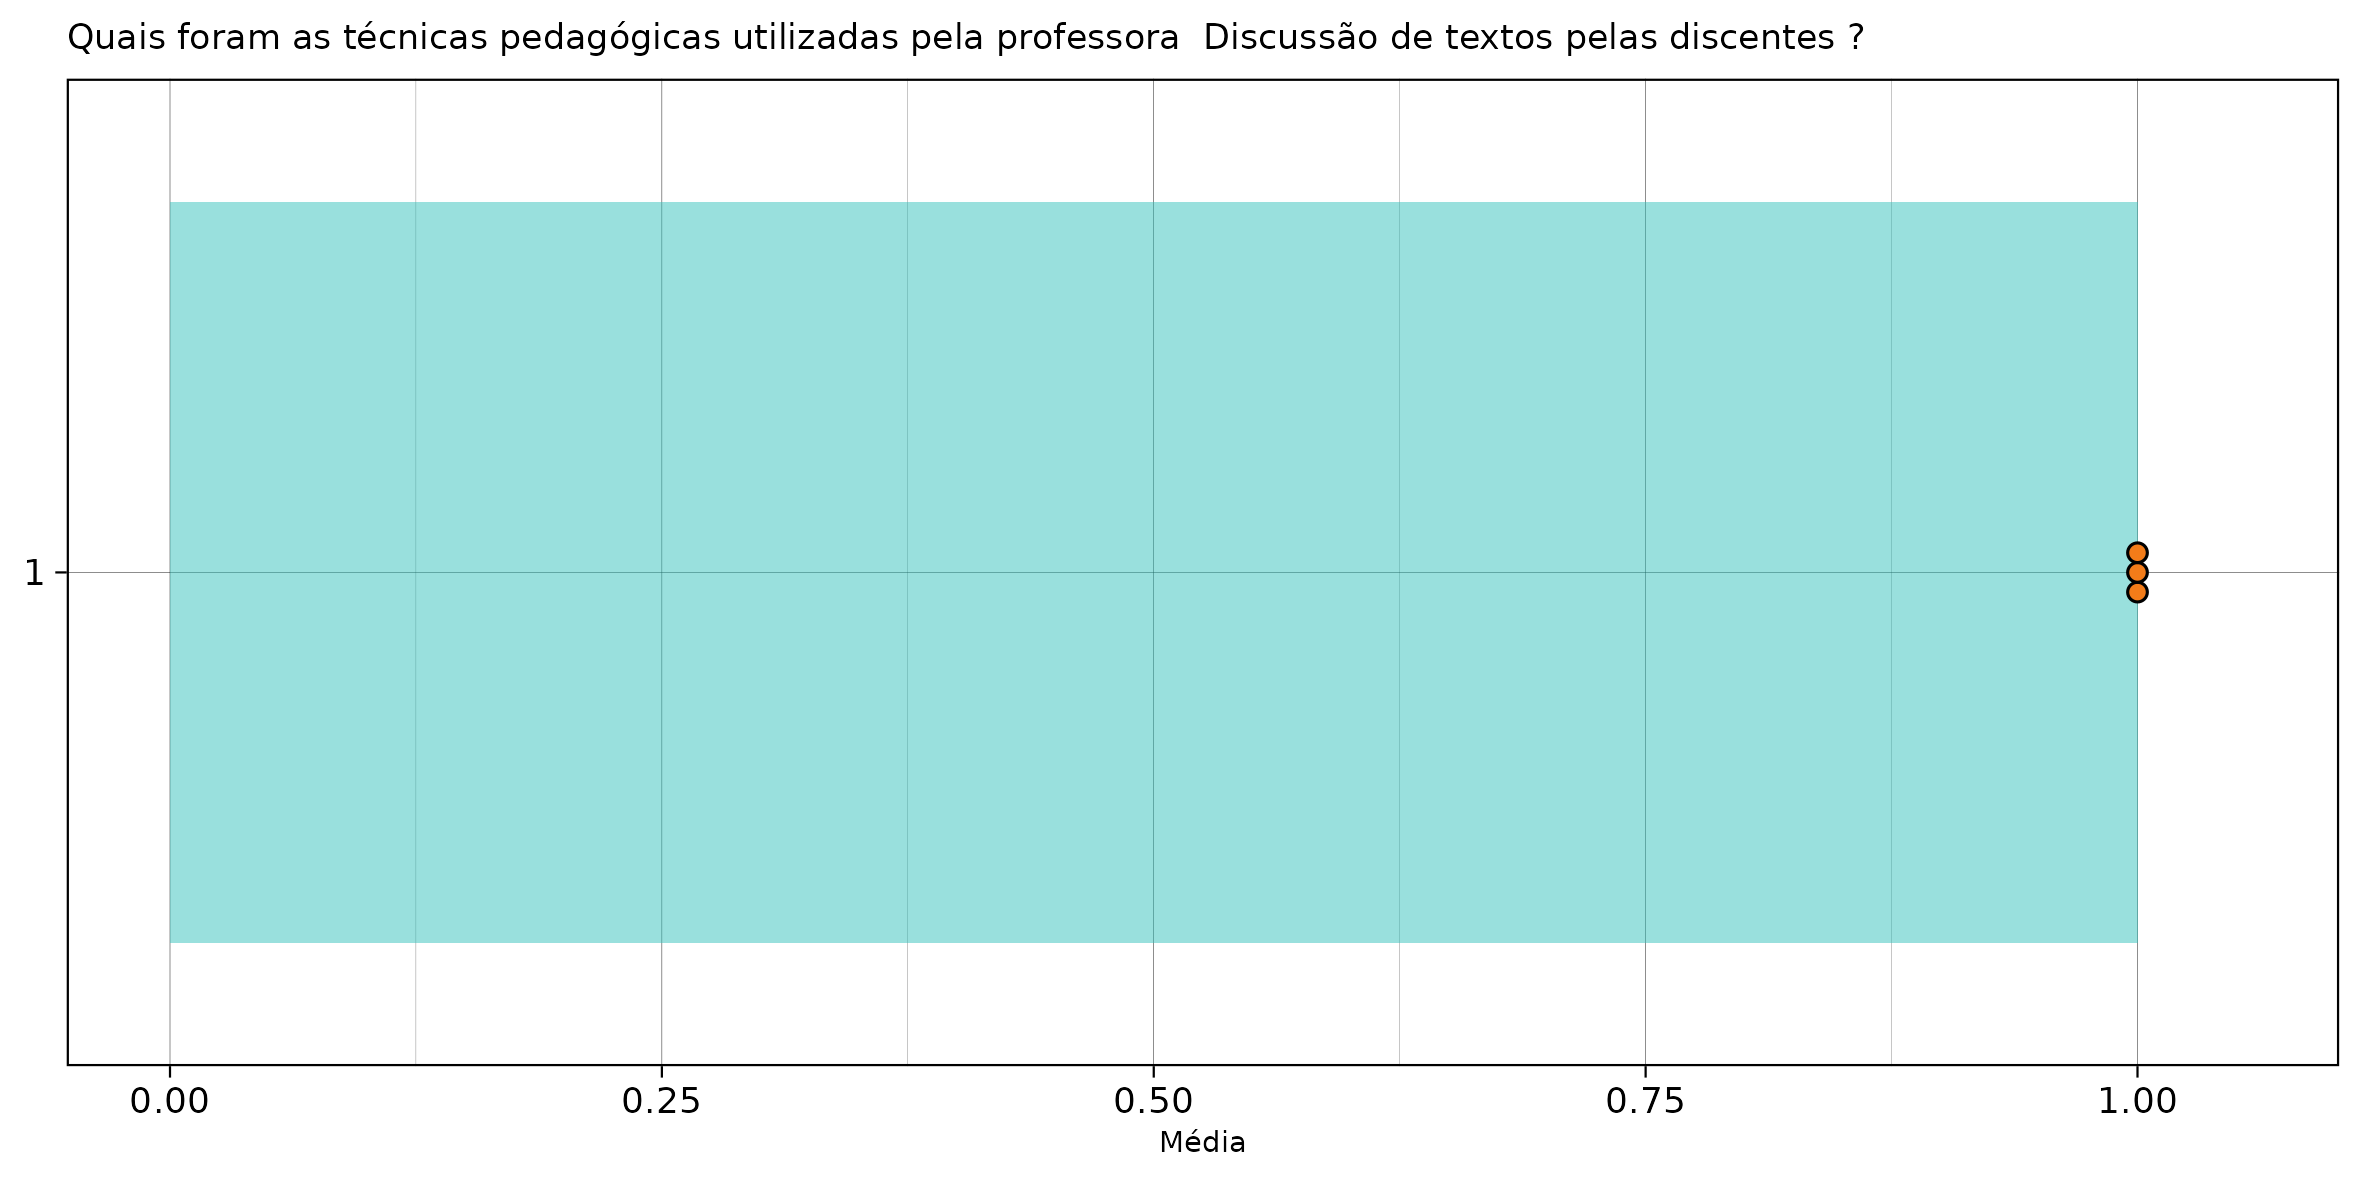 Quais foram as técnicas pedagógicas utilizadas pela professora  Discussão de textos pelas discentes ?
1
0.00 0.25 0.50 0.75 1.00
Média